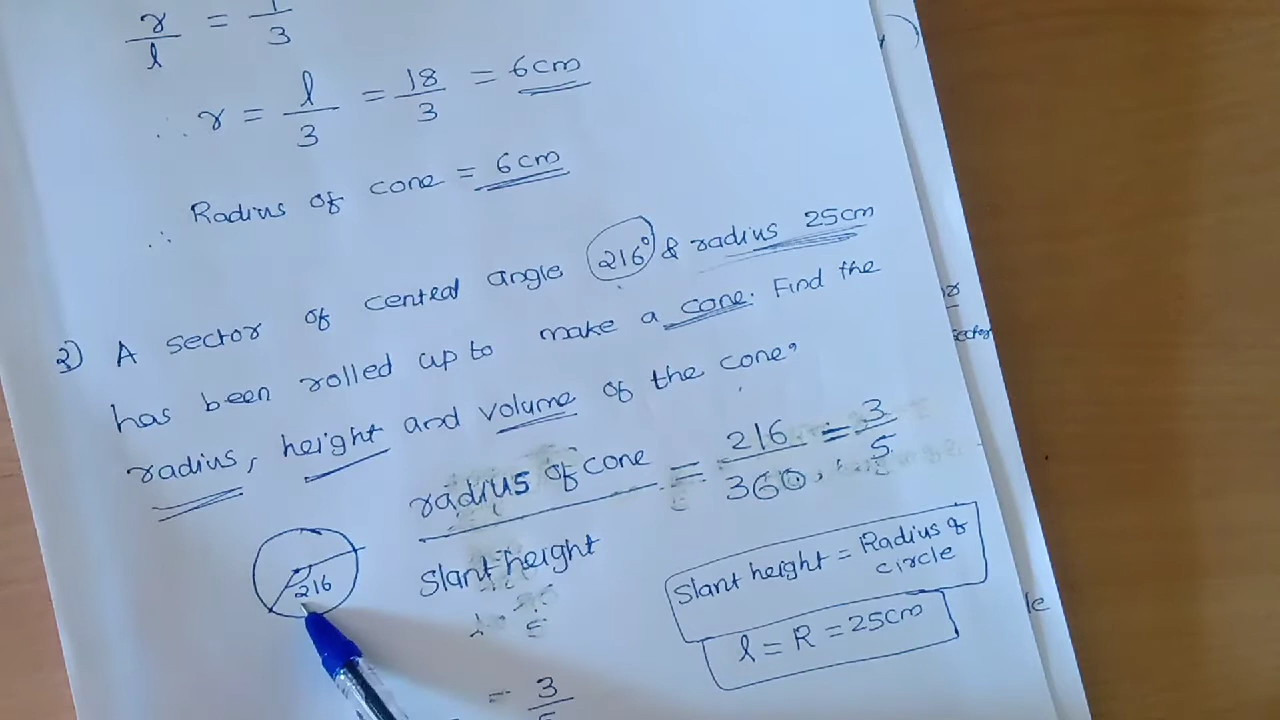 r/l = 1/3
∴ r = l/3 = 18/3 = 6cm
∴ Radius of cone = 6cm
2) A sector of central angle 216° & radius 25cm
has been rolled up to make a cone. Find the
radius, height and volume of the cone?
radius of cone / slant height = 216/360 = 3/5
216
Slant height = Radius of circle
l = R = 25cm
= 3/5
sector
le